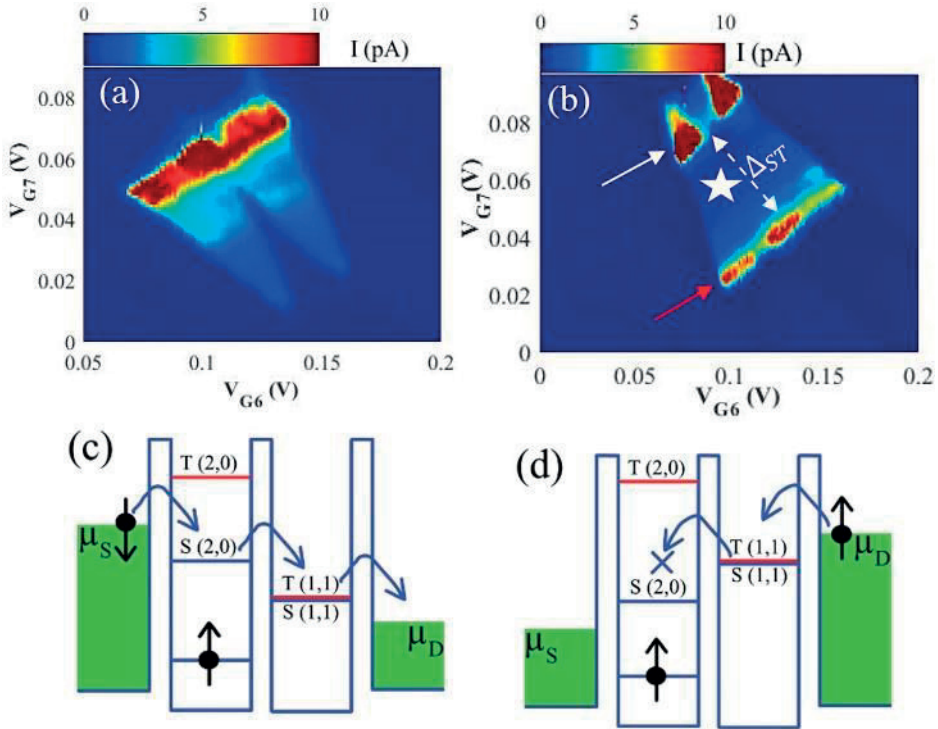 0 5 10
I (pA)
(a)
0.08
0.06
0.04
0.02
0
V_G7 (V)
0.05 0.1 0.15 0.2
V_G6 (V)
0 5 10
I (pA)
(b)
Δ_ST
0.08
0.06
0.04
0.02
0
V_G7 (V)
0 0.05 0.1 0.15 0.2
V_G6 (V)
(c)
T (2,0)
μ_S
S (2,0)
T (1,1)
S (1,1)
μ_D
(d)
T (2,0)
T (1,1)
μ_D
S (2,0)
S (1,1)
μ_S